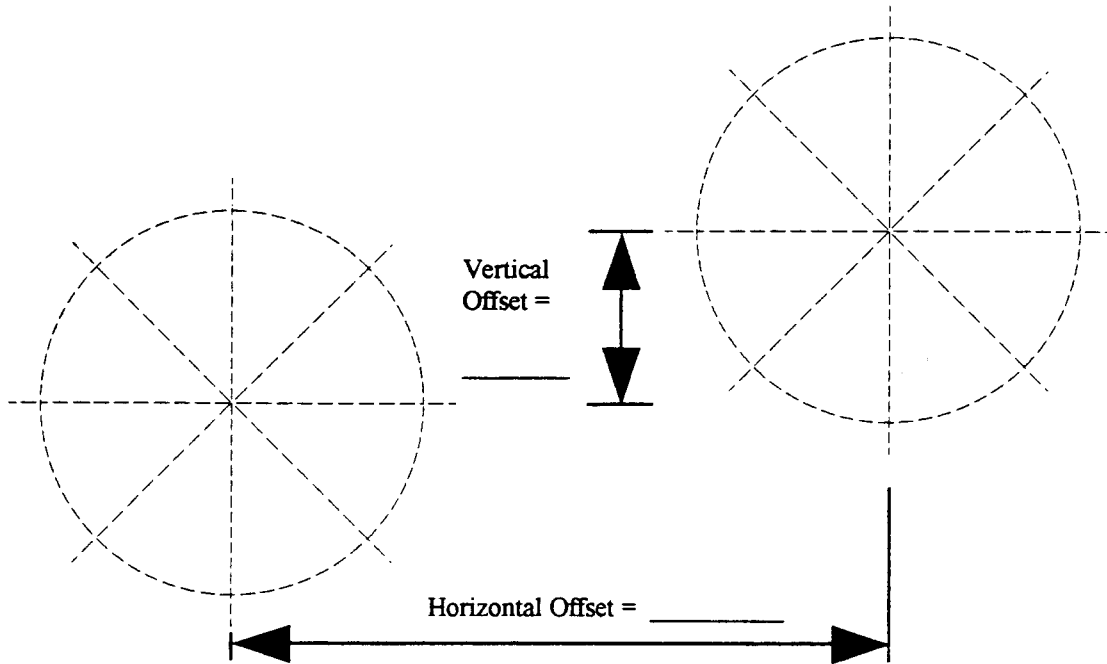 Vertical
Offset =
Horizontal Offset =